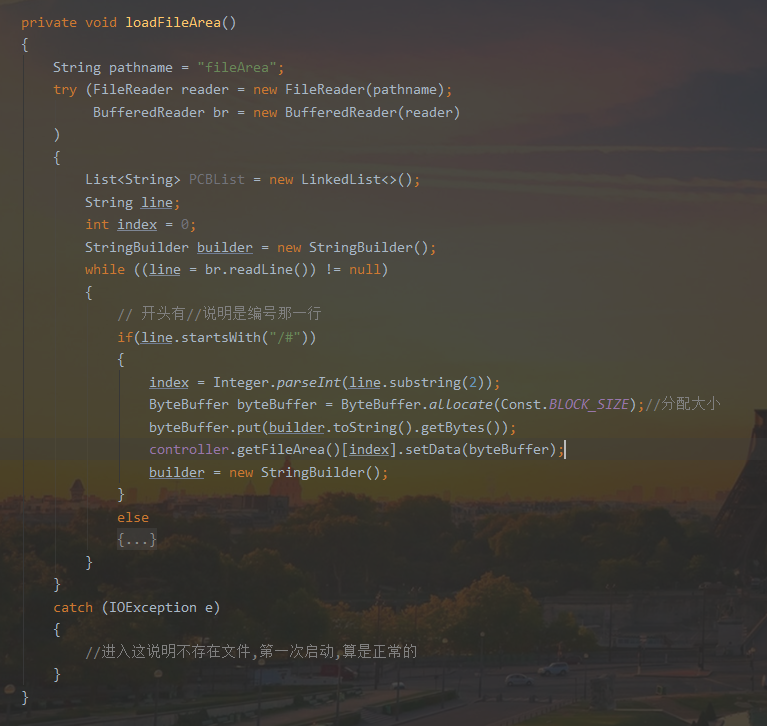 private void loadFileArea()
{
String pathname = "fileArea";
try (FileReader reader = new FileReader(pathname);
BufferedReader br = new BufferedReader(reader)
)
{
List<String> PCBList = new LinkedList<>();
String line;
int index = 0;
StringBuilder builder = new StringBuilder();
while ((line = br.readLine()) != null)
{
// 开头有//说明是编号那一行
if(line.startsWith("/#"))
{
index = Integer.parseInt(line.substring(2));
ByteBuffer byteBuffer = ByteBuffer.allocate(Const.BLOCK_SIZE);//分配大小
byteBuffer.put(builder.toString().getBytes());
controller.getFileArea()[index].setData(byteBuffer);
builder = new StringBuilder();
}
else
{...}
}
}
catch (IOException e)
{
//进入这说明不存在文件,第一次启动,算是正常的
}
}